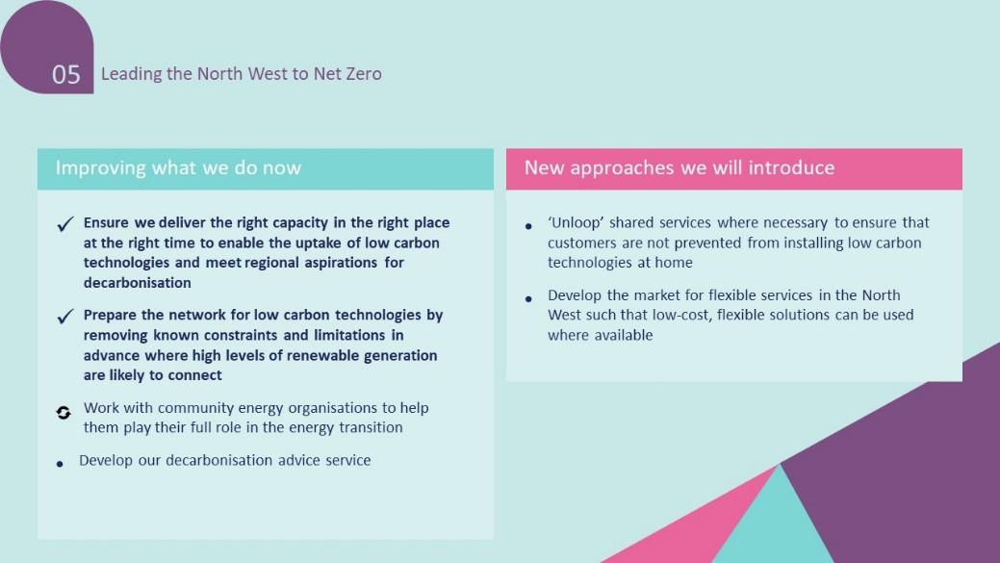 05 Leading the North West to Net Zero
Improving what we do now
✓ Ensure we deliver the right capacity in the right place
at the right time to enable the uptake of low carbon
technologies and meet regional aspirations for
decarbonisation
✓ Prepare the network for low carbon technologies by
removing known constraints and limitations in
advance where high levels of renewable generation
are likely to connect
Work with community energy organisations to help
them play their full role in the energy transition
• Develop our decarbonisation advice service
New approaches we will introduce
• ‘Unloop’ shared services where necessary to ensure that
customers are not prevented from installing low carbon
technologies at home
• Develop the market for flexible services in the North
West such that low-cost, flexible solutions can be used
where available